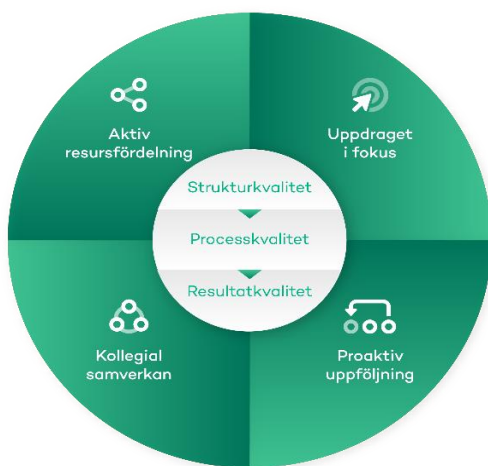 Aktiv
resursfördelning
Uppdraget
i fokus
Strukturkvalitet
Processkvalitet
Resultatkvalitet
Kollegial
samverkan
Proaktiv
uppföljning